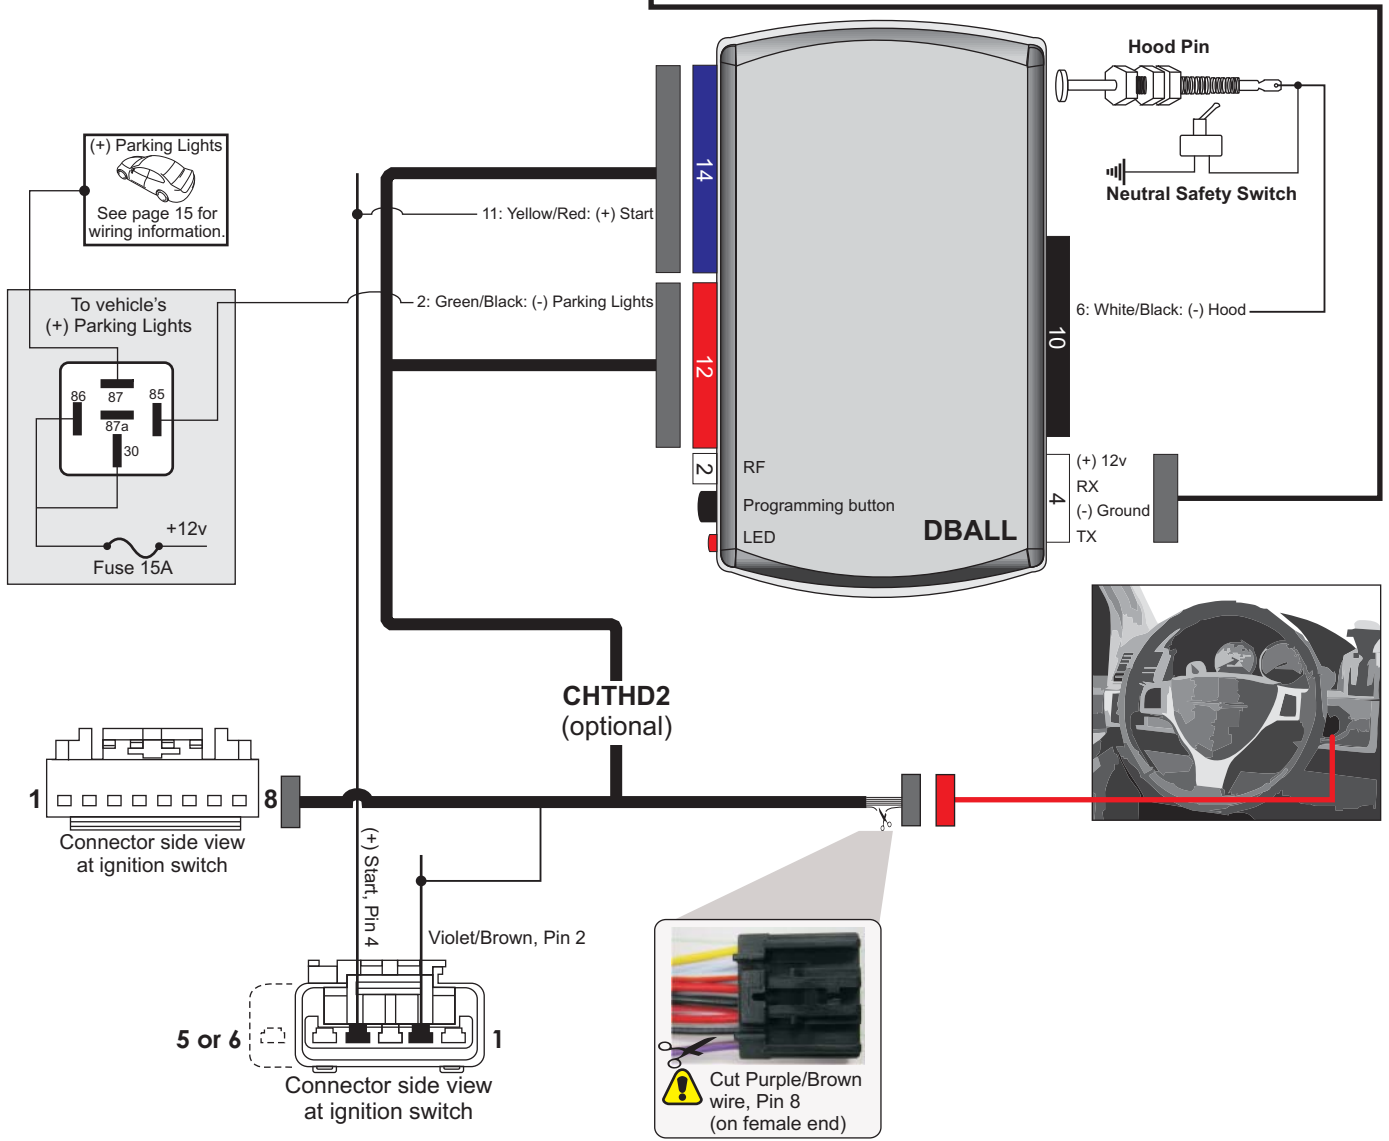 Hood Pin
Neutral Safety Switch
(+) Parking Lights
See page 15 for
wiring information.
14
11: Yellow/Red: (+) Start
To vehicle's
(+) Parking Lights
2: Green/Black: (-) Parking Lights
12
6: White/Black: (-) Hood
10
86
87
85
87a
30
+12v
Fuse 15A
2
RF
Programming button
LED
DBALL
4
(+) 12v
RX
(-) Ground
TX
CHTHD2
(optional)
1
8
Connector side view
at ignition switch
(+) Start, Pin 4
Violet/Brown, Pin 2
5 or 6
1
Connector side view
at ignition switch
Cut Purple/Brown
wire, Pin 8
(on female end)